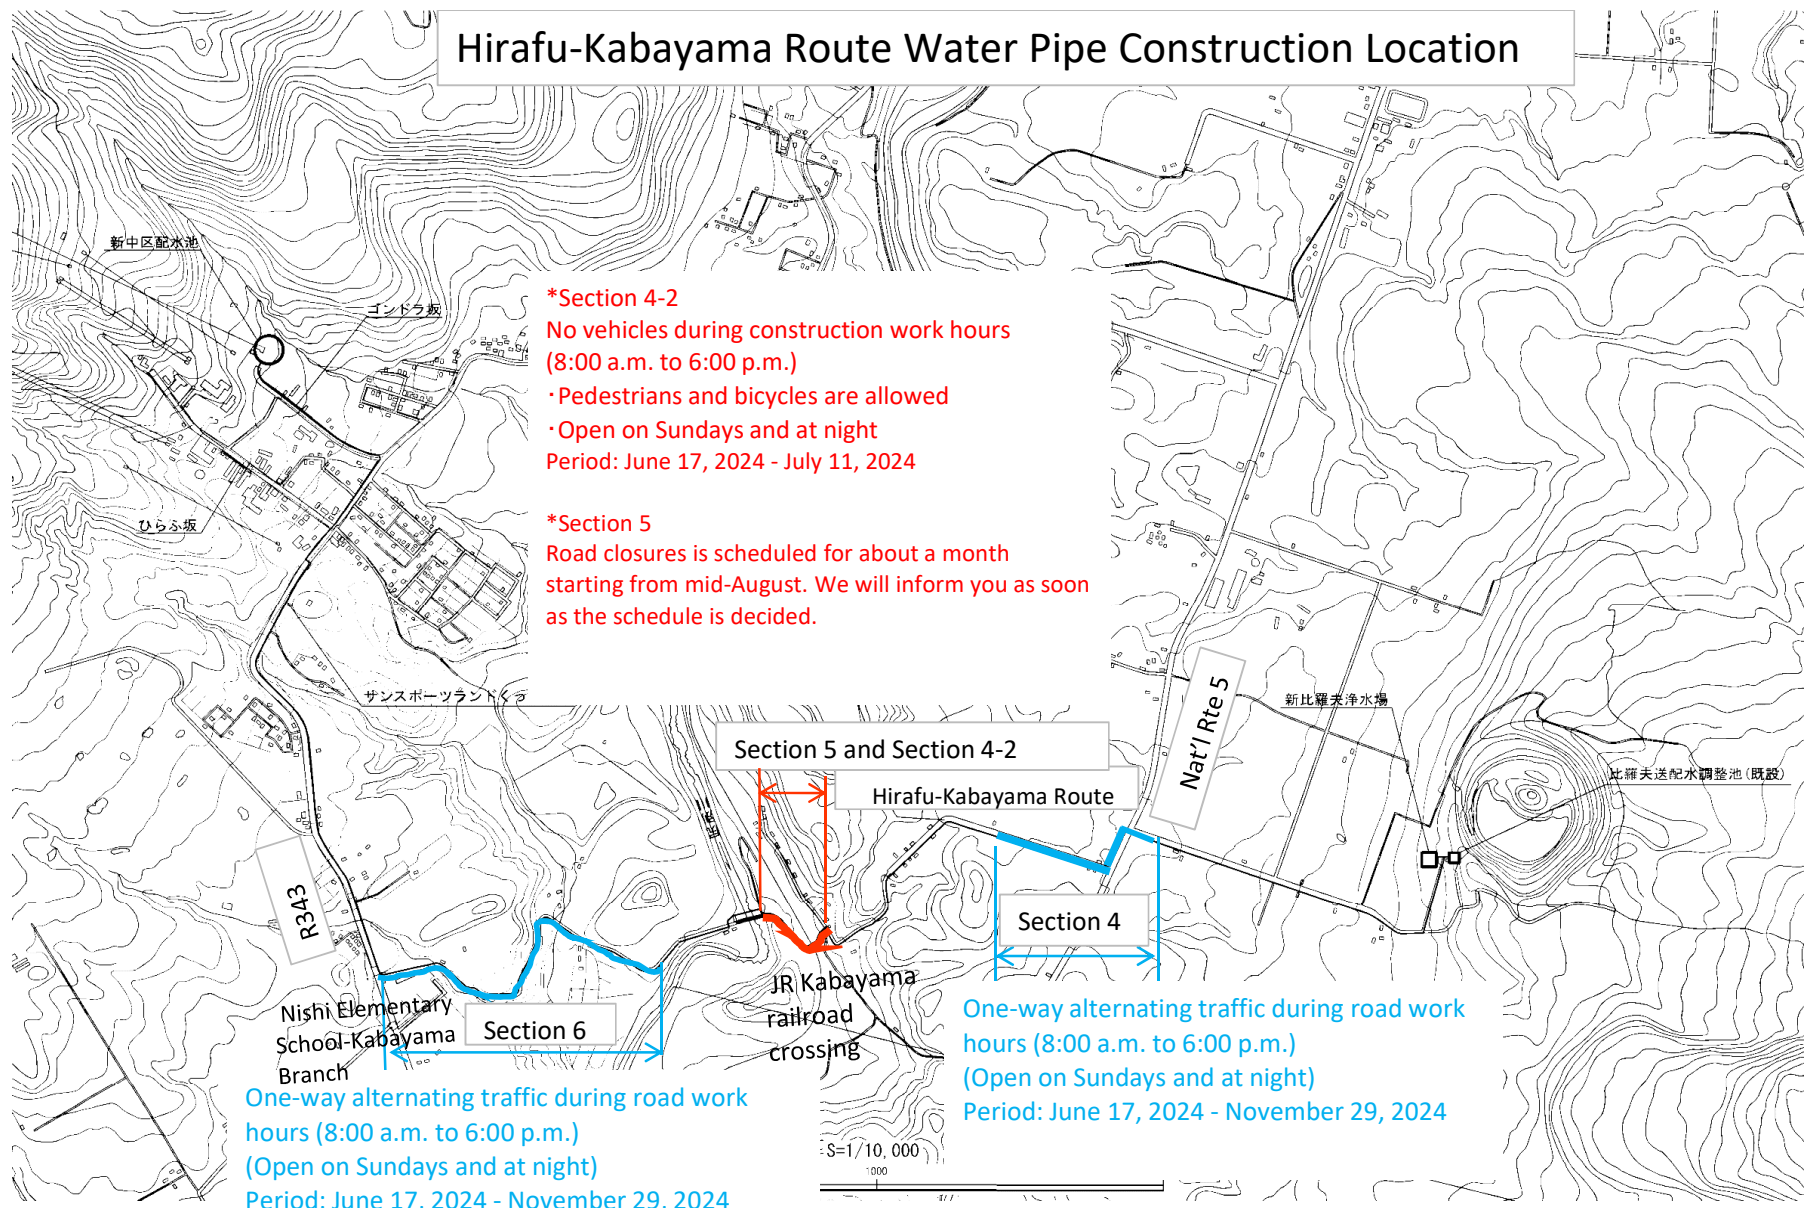 Hirafu-Kabayama Route Water Pipe Construction Location
新中区配水池
ゴンドラ坂
ひらふ坂
サンスポーツランドくっ
*Section 4-2
No vehicles during construction work hours
(8:00 a.m. to 6:00 p.m.)
・Pedestrians and bicycles are allowed
・Open on Sundays and at night
Period: June 17, 2024 - July 11, 2024
*Section 5
Road closures is scheduled for about a month
starting from mid-August. We will inform you as soon
as the schedule is decided.
Nat'l Rte 5
新比羅夫浄水場
比羅夫送配水調整池(既設)
Section 5 and Section 4-2
Hirafu-Kabayama Route
R343
Section 4
JR Kabayama
railroad
crossing
Nishi Elementary
School-Kabayama
Branch
Section 6
One-way alternating traffic during road work
hours (8:00 a.m. to 6:00 p.m.)
(Open on Sundays and at night)
Period: June 17, 2024 - November 29, 2024
One-way alternating traffic during road work
hours (8:00 a.m. to 6:00 p.m.)
(Open on Sundays and at night)
Period: June 17, 2024 - November 29, 2024
S=1/10,000
1000